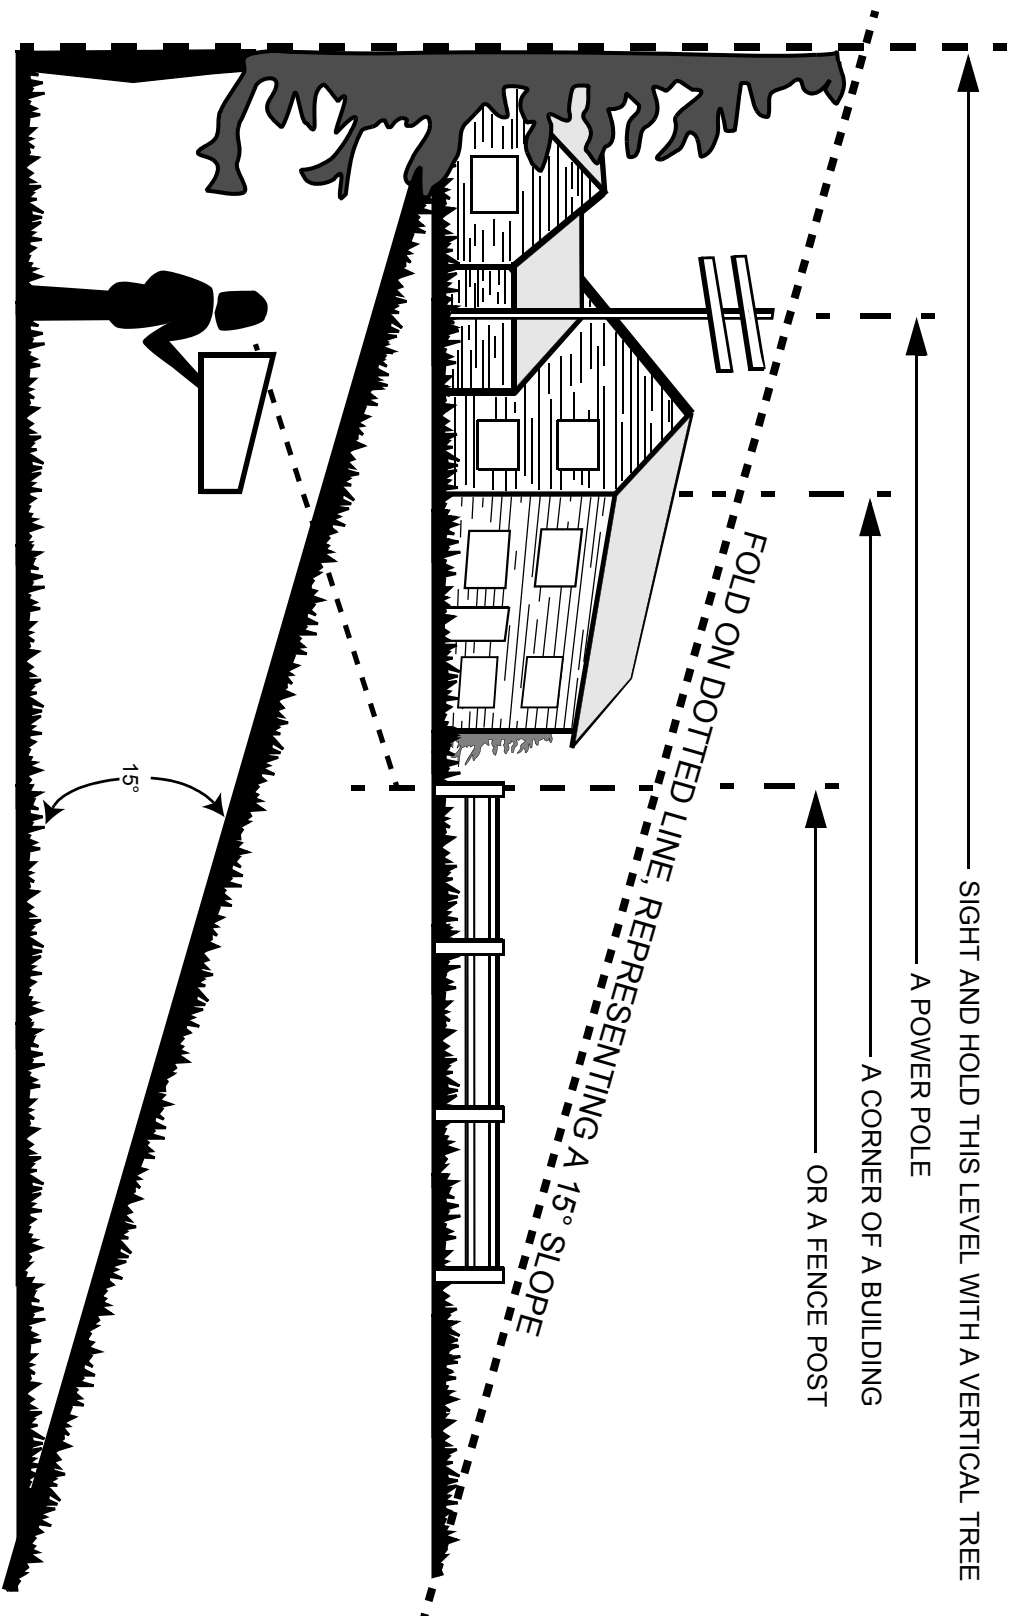 SIGHT AND HOLD THIS LEVEL WITH A VERTICAL TREE
A POWER POLE
A CORNER OF A BUILDING
OR A FENCE POST
FOLD ON DOTTED LINE, REPRESENTING A 15° SLOPE
15°